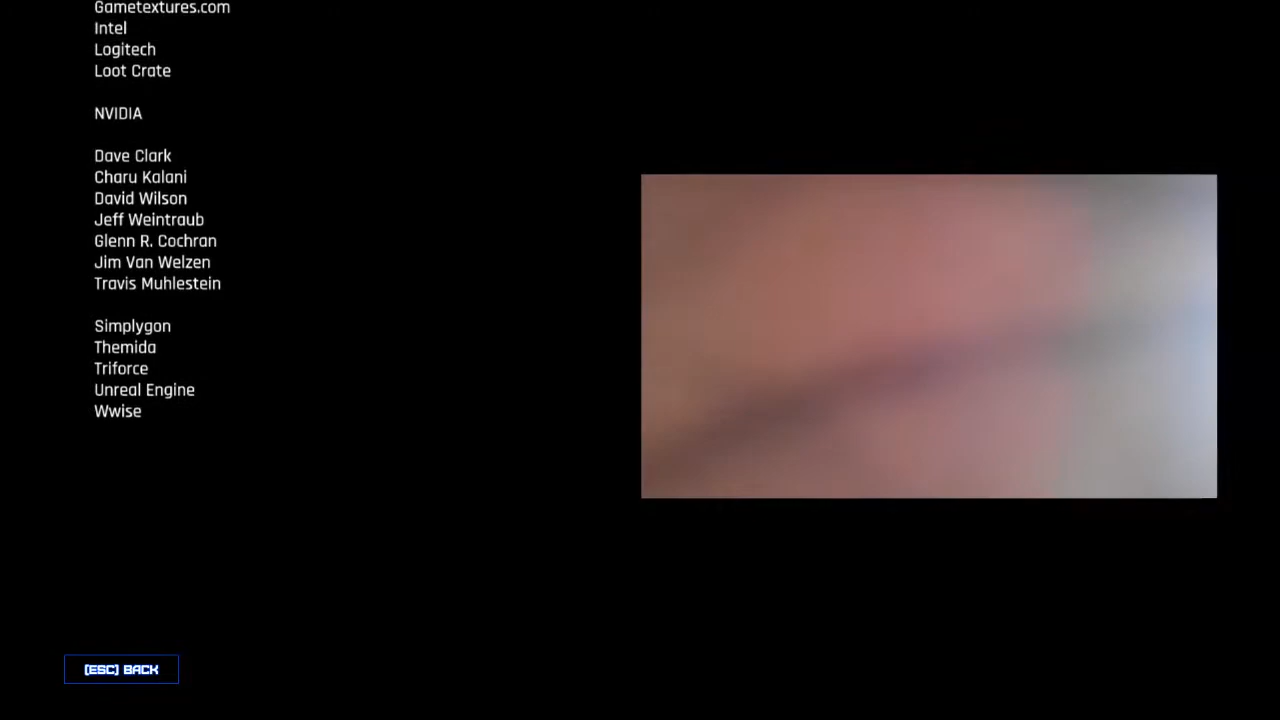 Gametextures.com
Intel
Logitech
Loot Crate
NVIDIA
Dave Clark
Charu Kalani
David Wilson
Jeff Weintraub
Glenn R. Cochran
Jim Van Welzen
Travis Muhlestein
Simplygon
Themida
Triforce
Unreal Engine
Wwise
[ESC] BACK